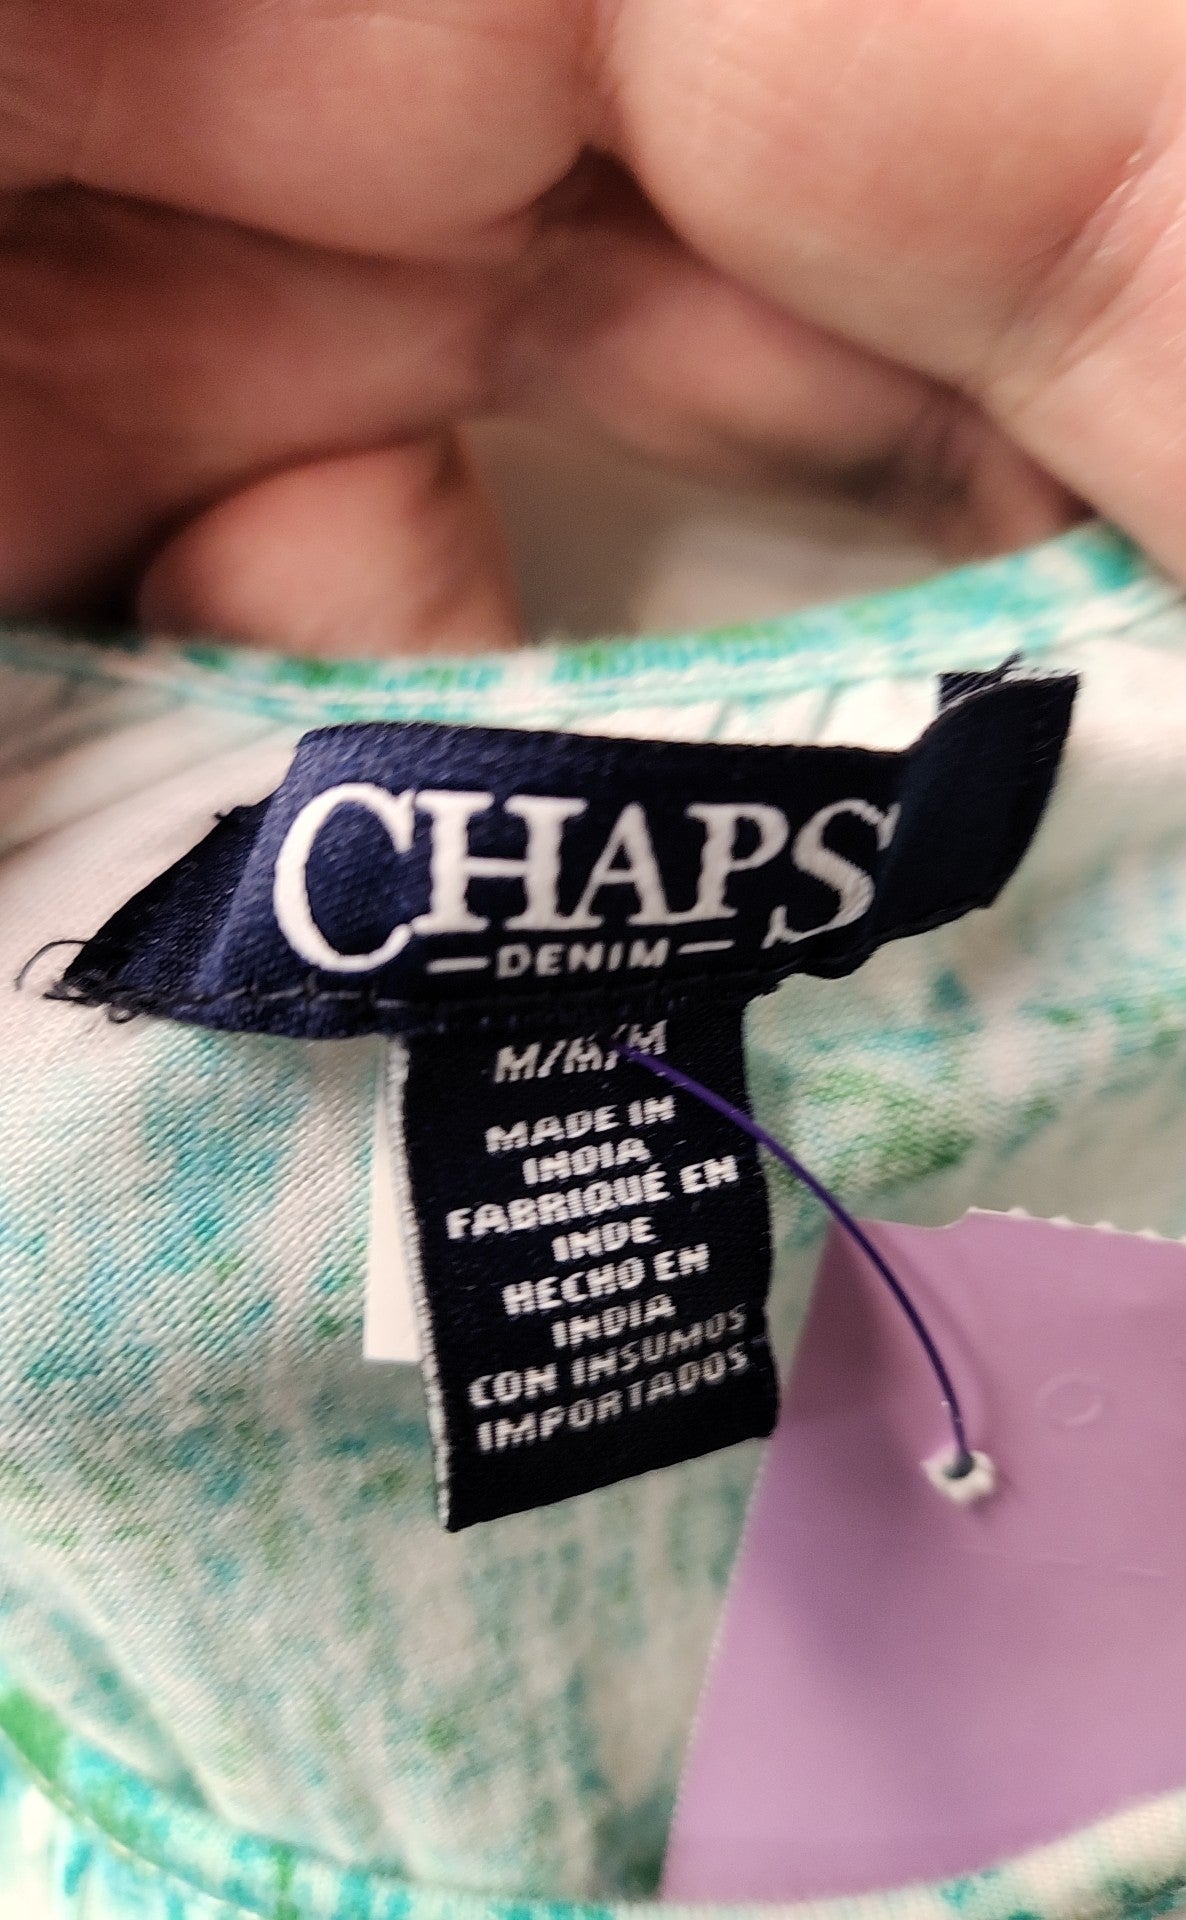 CHAPS
DENIM
M/M/M
MADE IN
INDIA
FABRIQUÉ EN
INDE
HECHO EN
INDIA
CON INSUMOS
IMPORTADOS